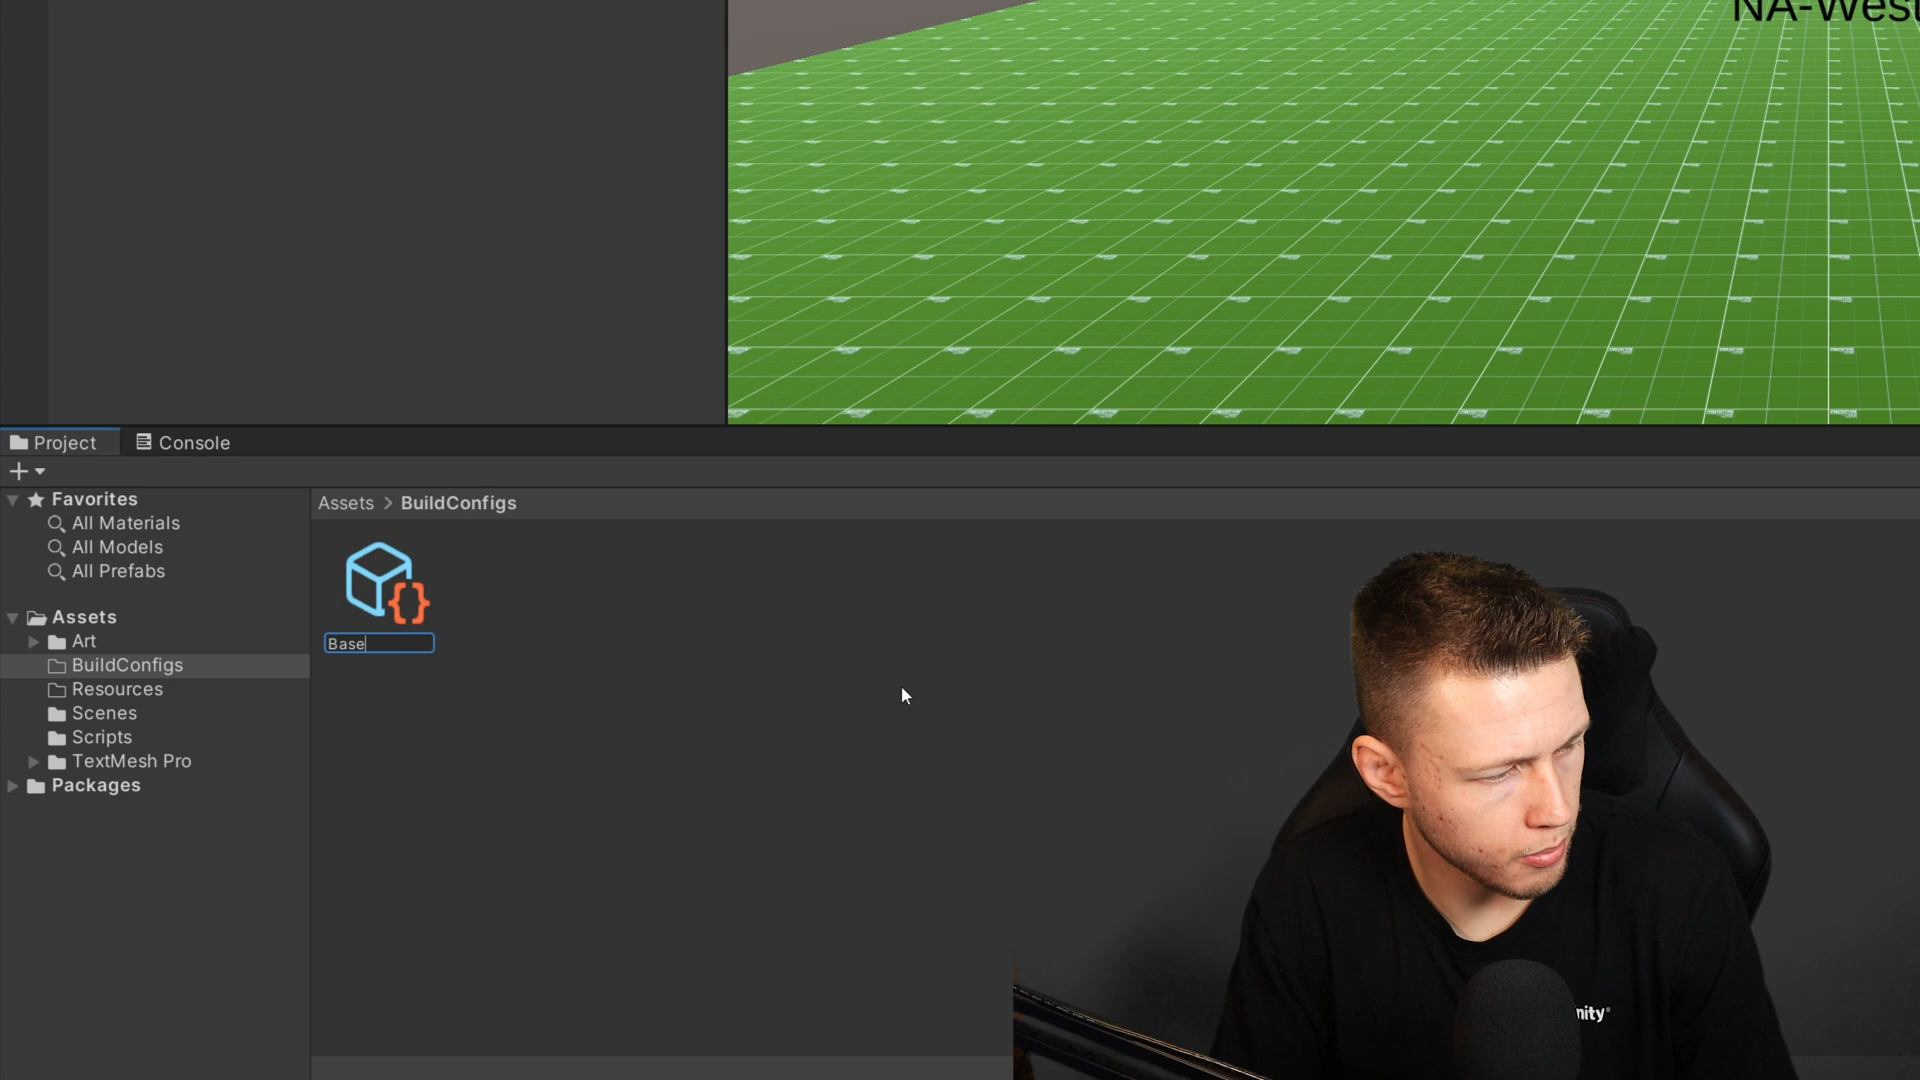 NA-West
Project
Console
Favorites
All Materials
All Models
All Prefabs
Assets
Art
BuildConfigs
Resources
Scenes
Scripts
TextMesh Pro
Packages
Assets > BuildConfigs
Base
nity®